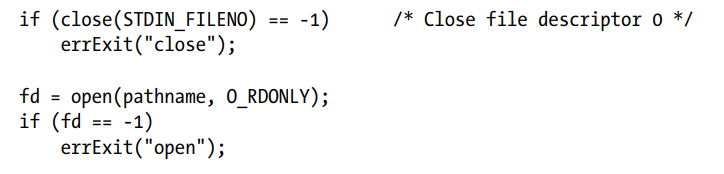 if (close(STDIN_FILENO) == -1)      /* Close file descriptor 0 */
    errExit("close");

fd = open(pathname, O_RDONLY);
if (fd == -1)
    errExit("open");